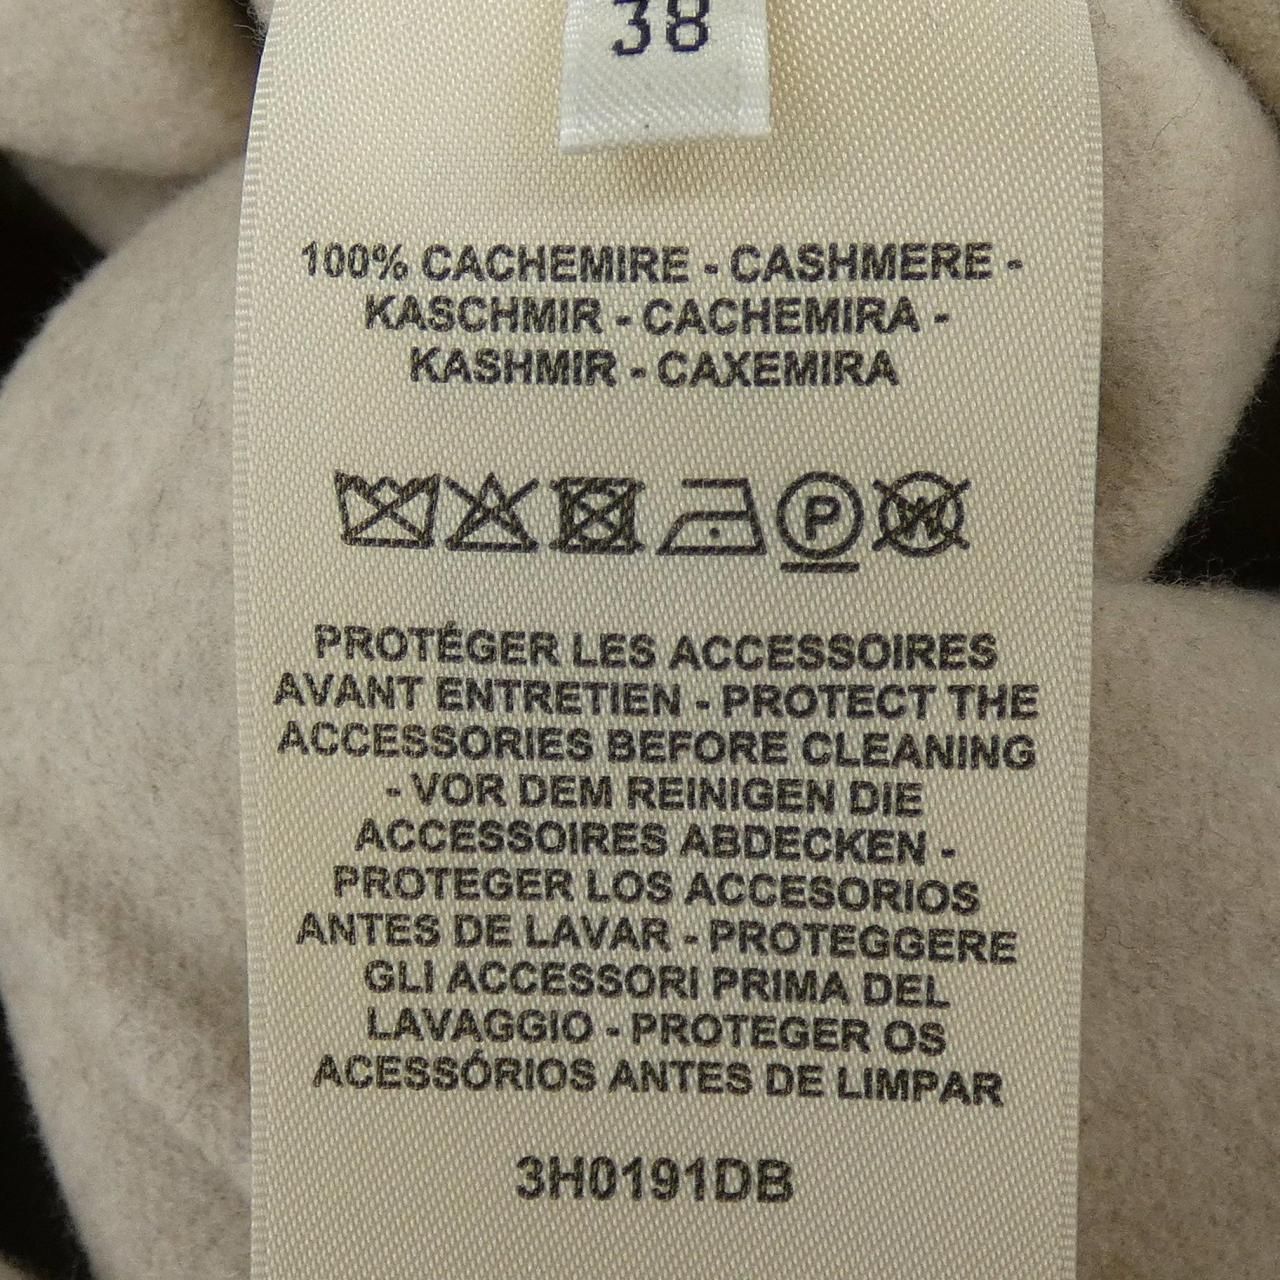 38
100% CACHEMIRE - CASHMERE -
KASCHMIR - CACHEMIRA -
KASHMIR - CAXEMIRA
P W
PROTÉGER LES ACCESSOIRES
AVANT ENTRETIEN - PROTECT THE
ACCESSORIES BEFORE CLEANING
- VOR DEM REINIGEN DIE
ACCESSOIRES ABDECKEN -
PROTEGER LOS ACCESORIOS
ANTES DE LAVAR - PROTEGGERE
GLI ACCESSORI PRIMA DEL
LAVAGGIO - PROTEGER OS
ACESSÓRIOS ANTES DE LIMPAR
3H0191DB